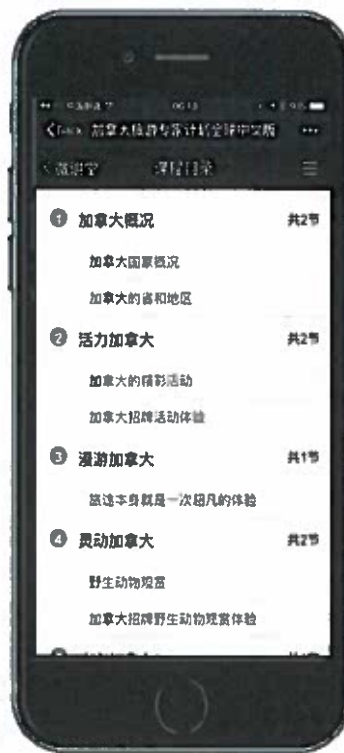 加拿大旅游专家计划全球中文版
微课堂 课程目录
1 加拿大概况 共2节
加拿大国家概况
加拿大的省和地区
2 活力加拿大 共2节
加拿大的精彩活动
加拿大招牌活动体验
3 漫游加拿大 共1节
旅途本身就是一次超凡的体验
4 灵动加拿大 共2节
野生动物观赏
加拿大招牌野生动物观赏体验